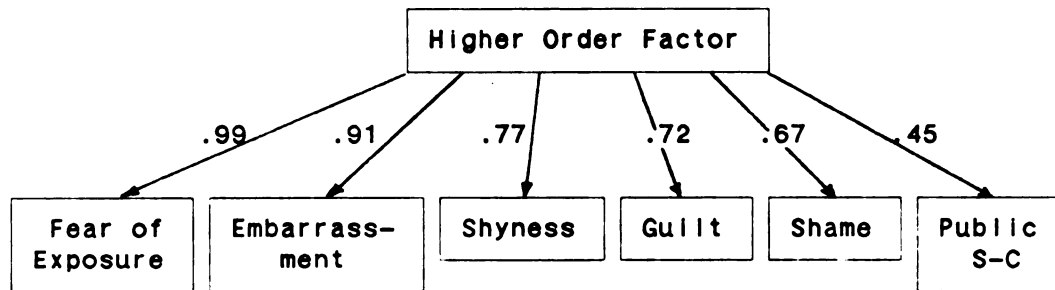 Higher Order Factor
.99 .91 .77 .72 .67 .45
Fear of Exposure
Embarrass-
ment
Shyness
Guilt
Shame
Public
S-C